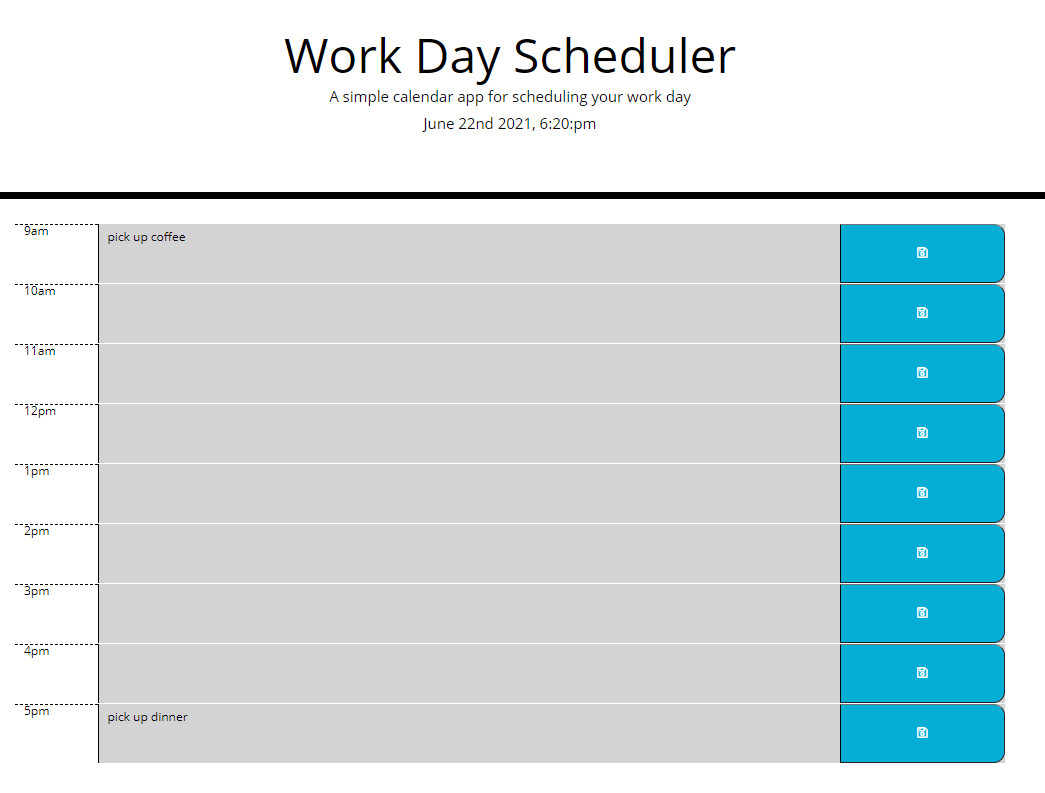 Work Day Scheduler
A simple calendar app for scheduling your work day
June 22nd 2021, 6:20:pm
9am
pick up coffee
10am
11am
12pm
1pm
2pm
3pm
4pm
5pm
pick up dinner